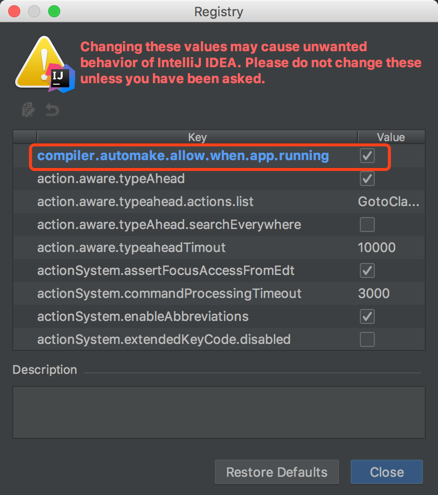 Registry
Changing these values may cause unwanted
behavior of IntelliJ IDEA. Please do not change these
unless you have been asked.
IJ
Key Value
compiler.automake.allow.when.app.running
action.aware.typeAhead
action.aware.typeahead.actions.list GotoCla...
action.aware.typeAhead.searchEverywhere
action.aware.typeaheadTimout 10000
actionSystem.assertFocusAccessFromEdt
actionSystem.commandProcessingTimeout 3000
actionSystem.enableAbbreviations
actionSystem.extendedKeyCode.disabled
Description
Restore Defaults Close